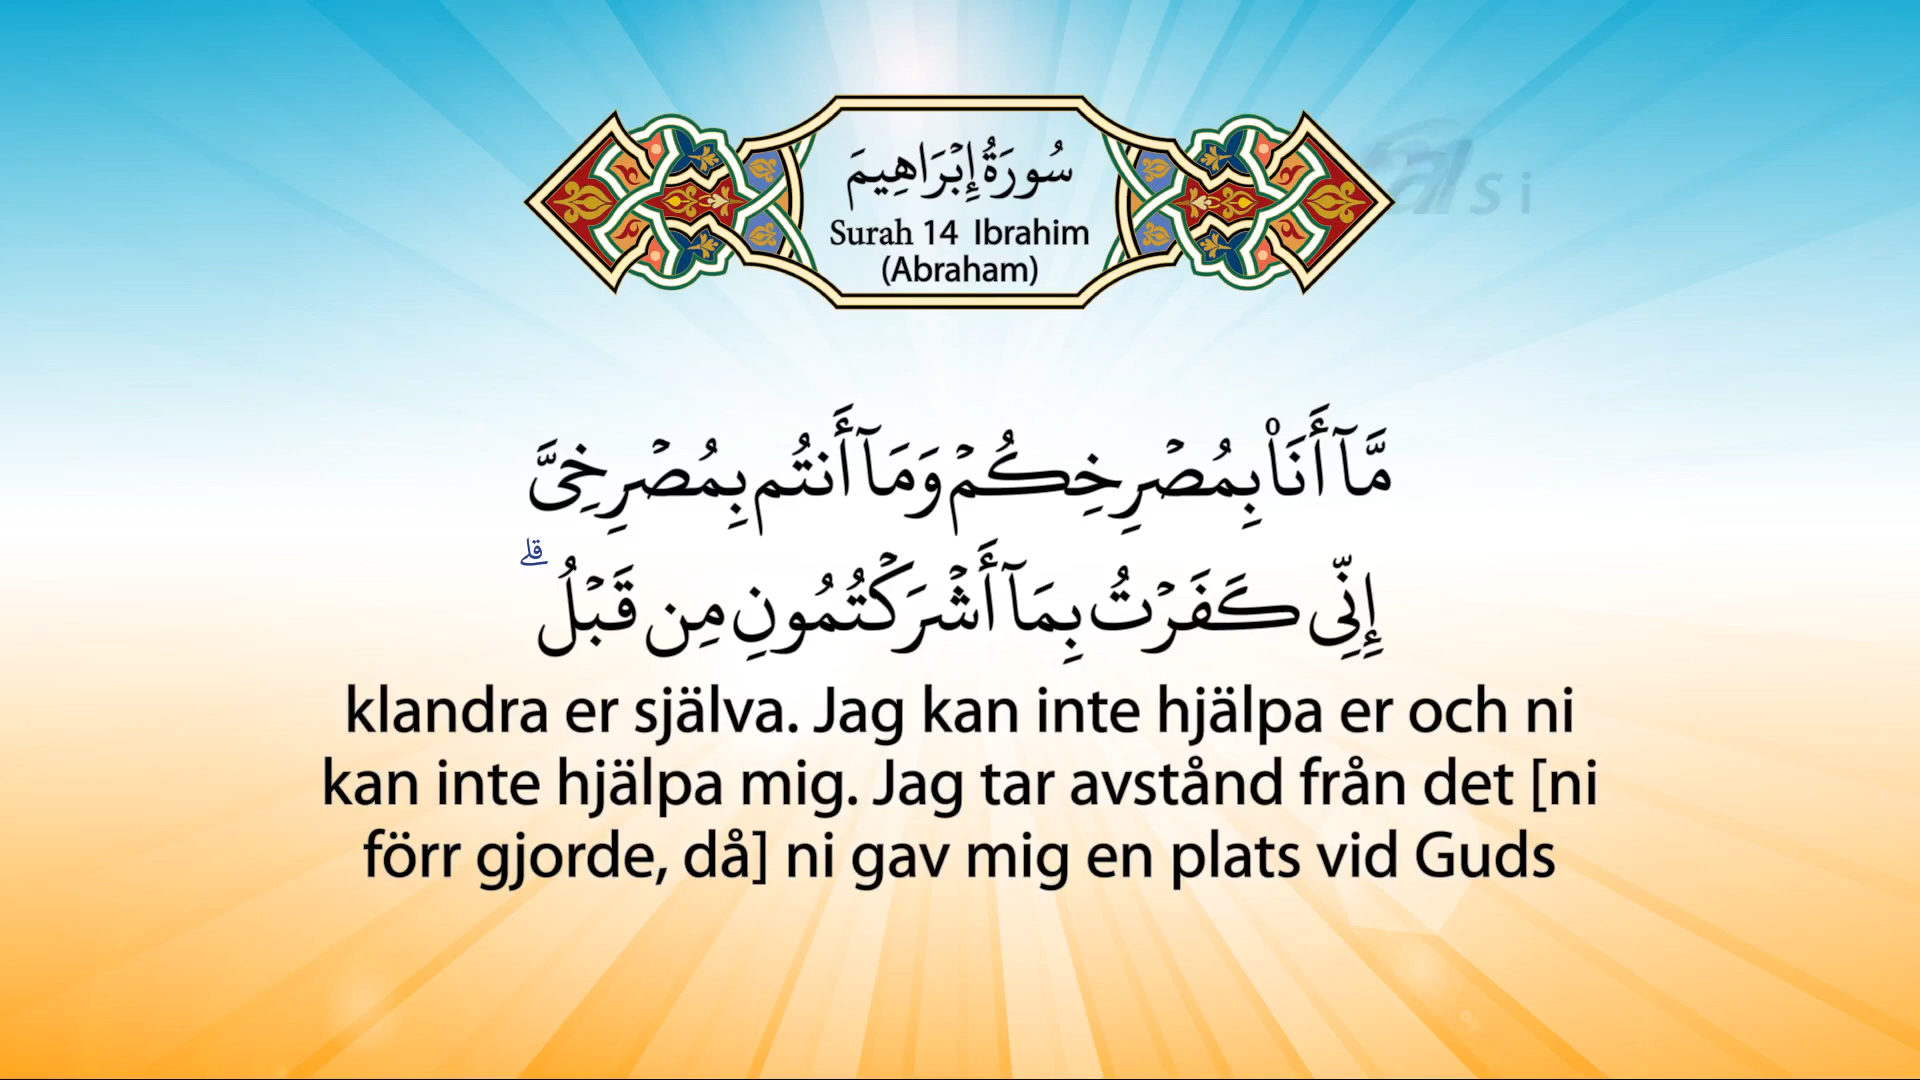 سُورَةُ إِبْرَاهِيمَ
Surah 14 Ibrahim
(Abraham)
مَّآ أَنَا۠ بِمُصْرِخِكُمْ وَمَآ أَنتُم بِمُصْرِخِىَّ
إِنِّى كَفَرْتُ بِمَآ أَشْرَكْتُمُونِ مِن قَبْلُ ۗ
klandra er själva. Jag kan inte hjälpa er och ni
kan inte hjälpa mig. Jag tar avstånd från det [ni
förr gjorde, då] ni gav mig en plats vid Guds